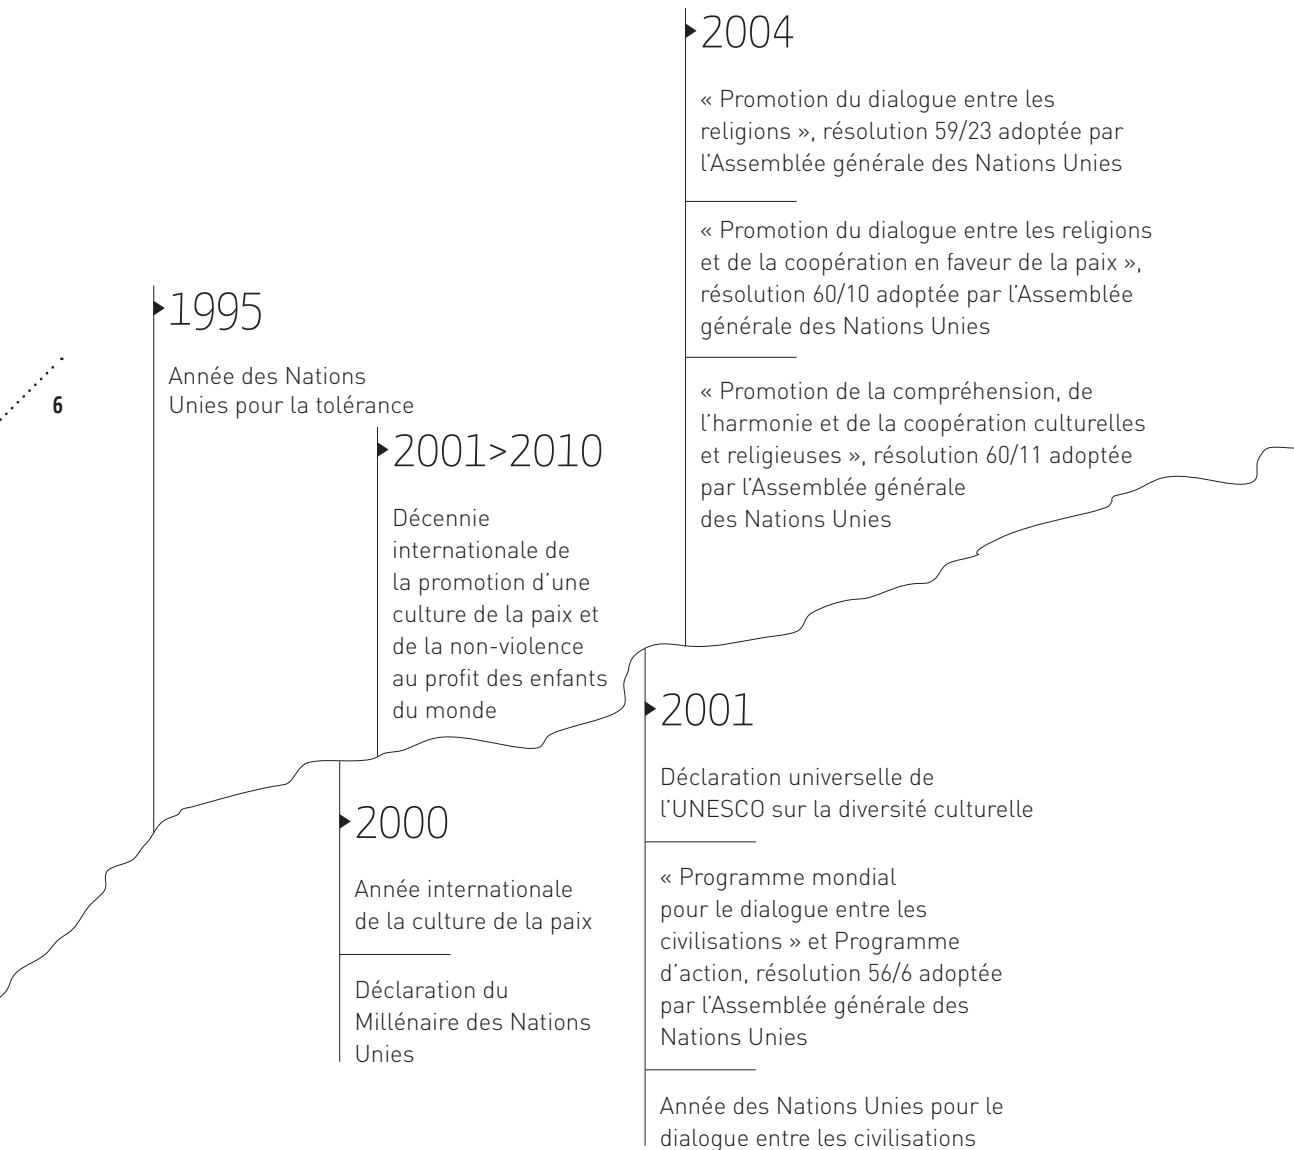 6
1995
Année des Nations
Unies pour la tolérance
2000
Année internationale
de la culture de la paix
Déclaration du
Millénaire des Nations
Unies
2001>2010
Décennie
internationale de
la promotion d’une
culture de la paix et
de la non-violence
au profit des enfants
du monde
2001
Déclaration universelle de
l’UNESCO sur la diversité culturelle
« Programme mondial
pour le dialogue entre les
civilisations » et Programme
d’action, résolution 56/6 adoptée
par l’Assemblée générale des
Nations Unies
Année des Nations Unies pour le
dialogue entre les civilisations
2004
« Promotion du dialogue entre les
religions », résolution 59/23 adoptée par
l’Assemblée générale des Nations Unies
« Promotion du dialogue entre les religions
et de la coopération en faveur de la paix »,
résolution 60/10 adoptée par l’Assemblée
générale des Nations Unies
« Promotion de la compréhension, de
l’harmonie et de la coopération culturelles
et religieuses », résolution 60/11 adoptée
par l’Assemblée générale
des Nations Unies